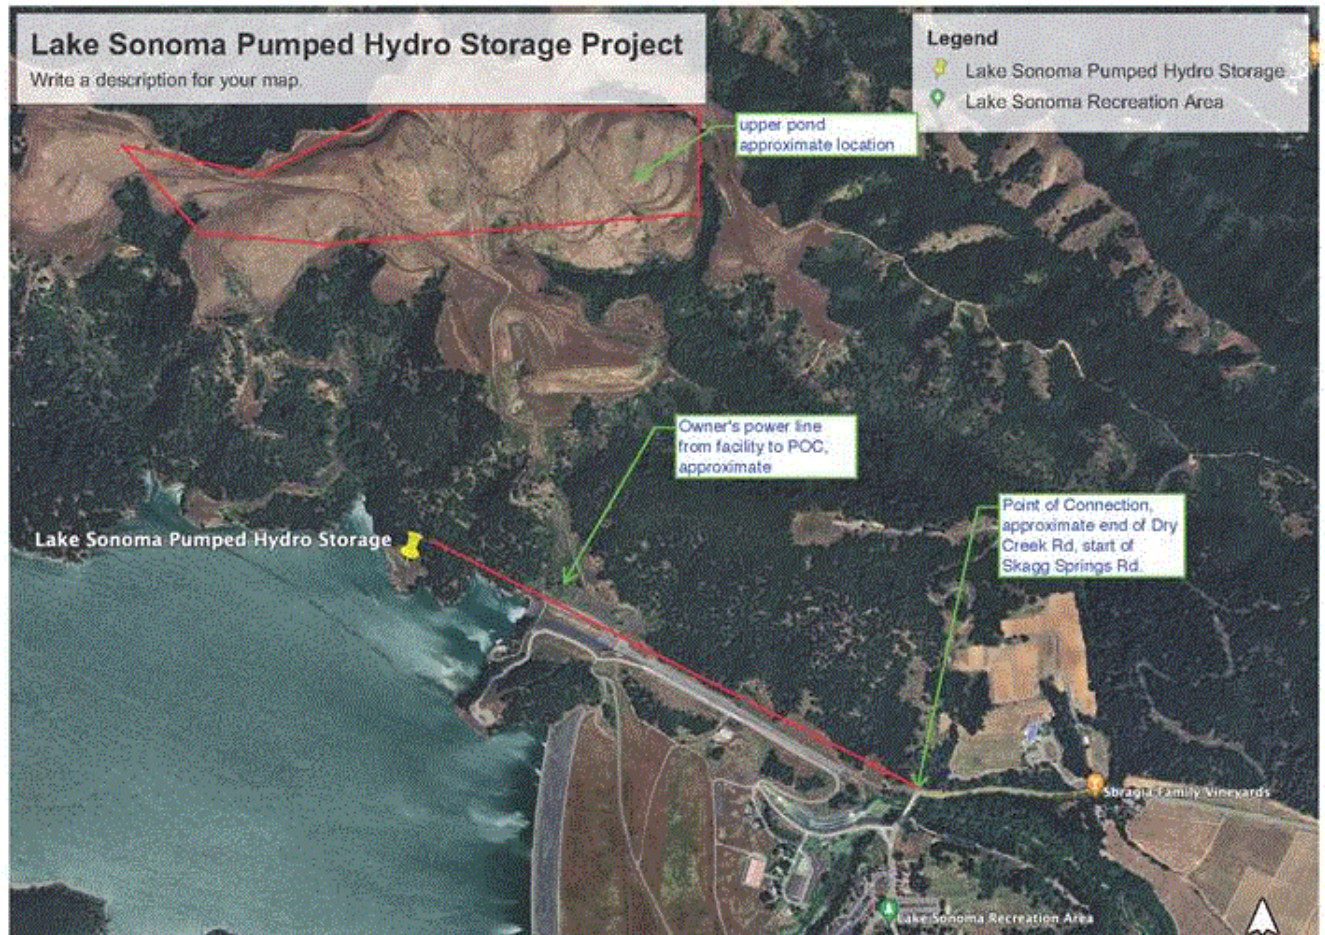 Lake Sonoma Pumped Hydro Storage Project
Write a description for your map.
Legend
Lake Sonoma Pumped Hydro Storage
Lake Sonoma Recreation Area
upper pond
approximate location
Owner's power line
from facility to POC,
approximate
Point of Connection,
approximate end of Dry
Creek Rd, start of
Skagg Springs Rd.
Lake Sonoma Pumped Hydro Storage
Sbragia Family Vineyards
Lake Sonoma Recreation Area